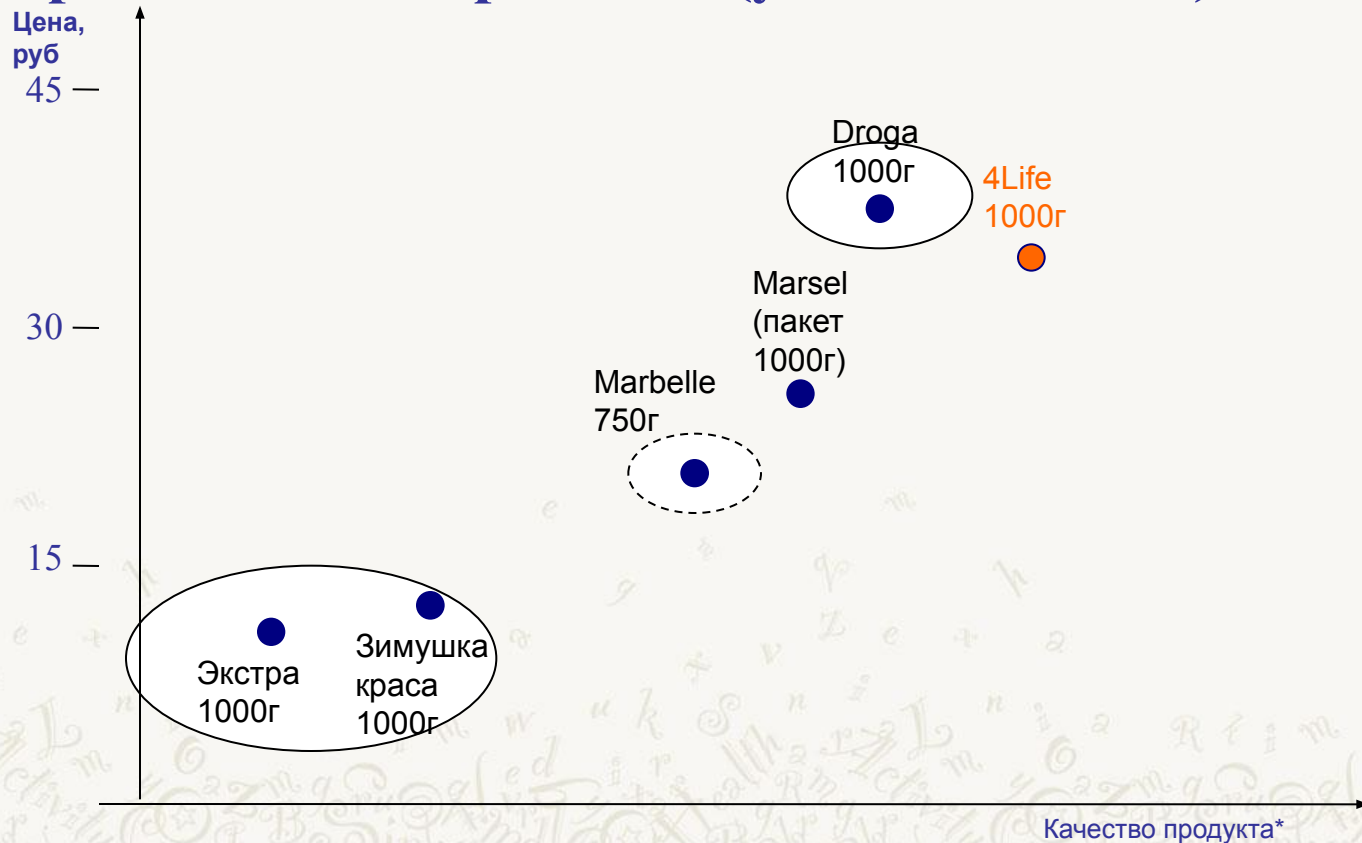 Цена,
руб
45
Droga
1000г
4Life
1000г
30
Marsel
(пакет
1000г)
Marbelle
750г
15
Экстра
1000г
Зимушка
краса
1000г
Качество продукта*